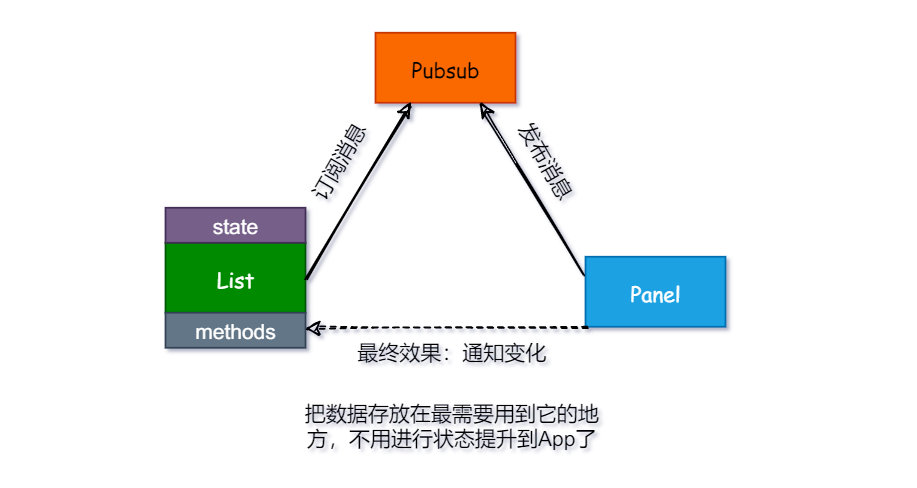 Pubsub
订阅消息
发布消息
state
List
methods
Panel
最终效果：通知变化
把数据存放在最需要用到它的地
方，不用进行状态提升到App了